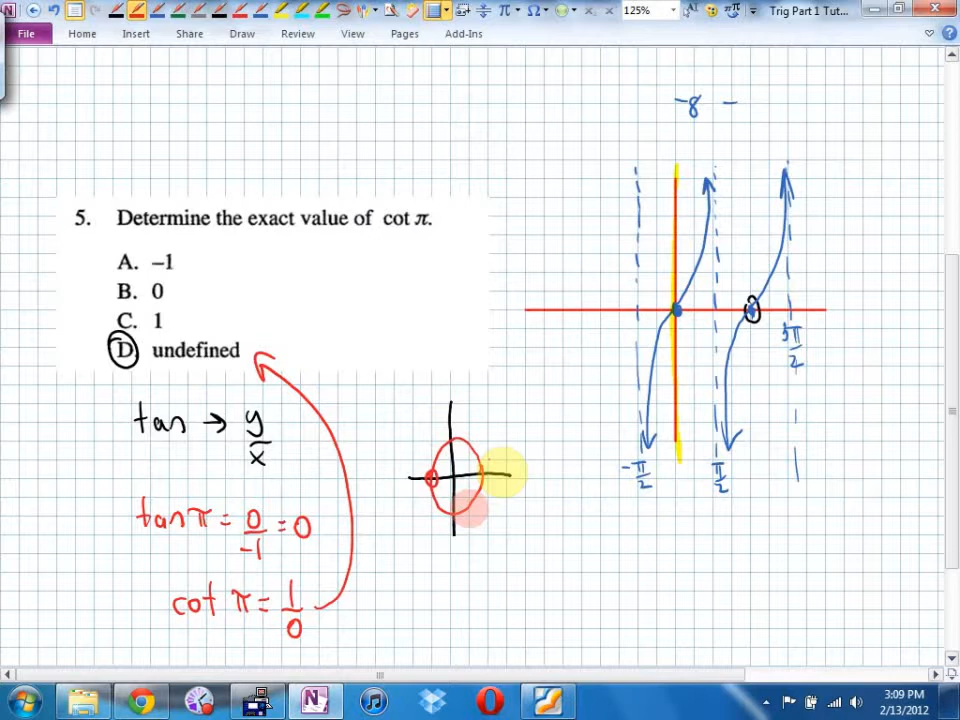 125%
Trig Part 1 Tut...
File Home Insert Share Draw Review View Pages Add-Ins
-8 -
5. Determine the exact value of cot π.
A. –1
B. 0
C. 1
D. undefined
tan → y/x
tan π = 0/-1 = 0
cot π = 1/0
-π/2
π/2
3π/2
3:09 PM
2/13/2012